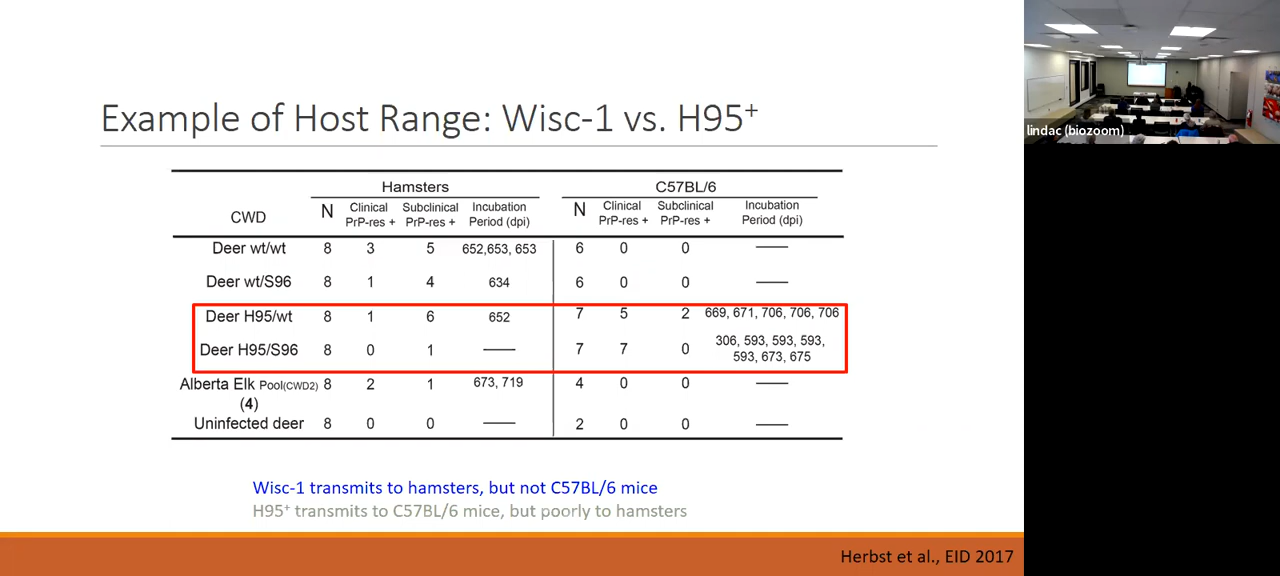 Example of Host Range: Wisc-1 vs. H95⁺
lindac (biozoom)
Hamsters C57BL/6
CWD N Clinical PrP-res + Subclinical PrP-res + Incubation Period (dpi) N Clinical PrP-res + Subclinical PrP-res + Incubation Period (dpi)
Deer wt/wt 8 3 5 652,653, 653 6 0 0 ——
Deer wt/S96 8 1 4 634 6 0 0 ——
Deer H95/wt 8 1 6 652 7 5 2 669, 671, 706, 706, 706
Deer H95/S96 8 0 1 —— 7 7 0 306, 593, 593, 593,
593, 673, 675
Alberta Elk Pool(CWD2) 8 2 1 673, 719 4 0 0 ——
(4)
Uninfected deer 8 0 0 —— 2 0 0 ——
Wisc-1 transmits to hamsters, but not C57BL/6 mice
H95⁺ transmits to C57BL/6 mice, but poorly to hamsters
Herbst et al., EID 2017